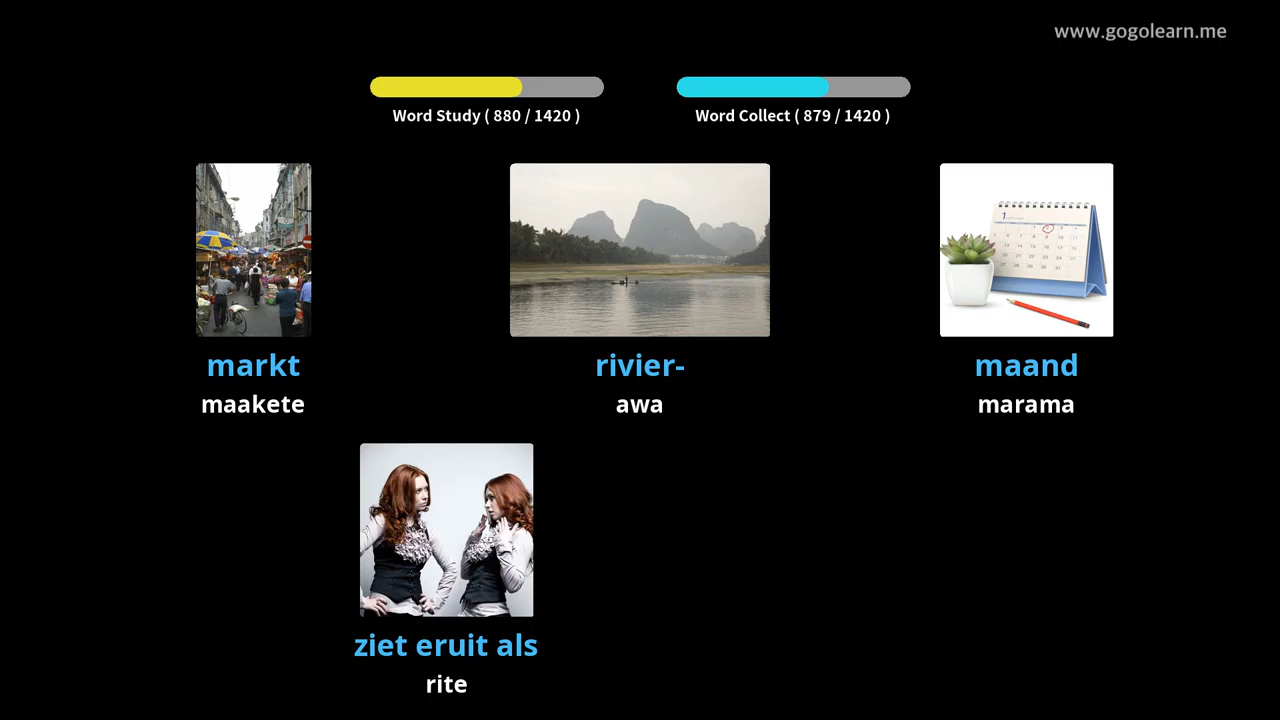 www.gogolearn.me
Word Study ( 880 / 1420 )
Word Collect ( 879 / 1420 )
markt
maakete
rivier-
awa
maand
marama
ziet eruit als
rite